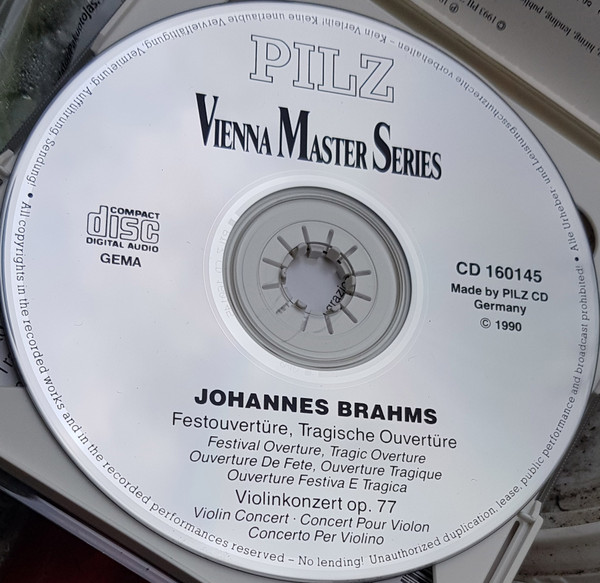 PILZ
VIENNA MASTER SERIES
COMPACT
disc
DIGITAL AUDIO
GEMA
CD 160145
Made by PILZ CD
Germany
© 1990
JOHANNES BRAHMS
Festouvertüre, Tragische Ouvertüre
Festival Overture, Tragic Overture
Ouverture De Fete, Ouverture Tragique
Ouverture Festiva E Tragica
Violinkonzert op. 77
Violin Concert · Concert Pour Violon
Concerto Per Violino
• Alle Urheber- und Leistungsschutzrechte vorbehalten – Kein Verleih! Keine unerlaubte Vervielfältigung, Vermietung, Aufführung, Sendung! • All copyrights in the recorded works and in the recorded performances reserved – No lending! Unauthorized duplication, lease, public performance and broadcast prohibited!